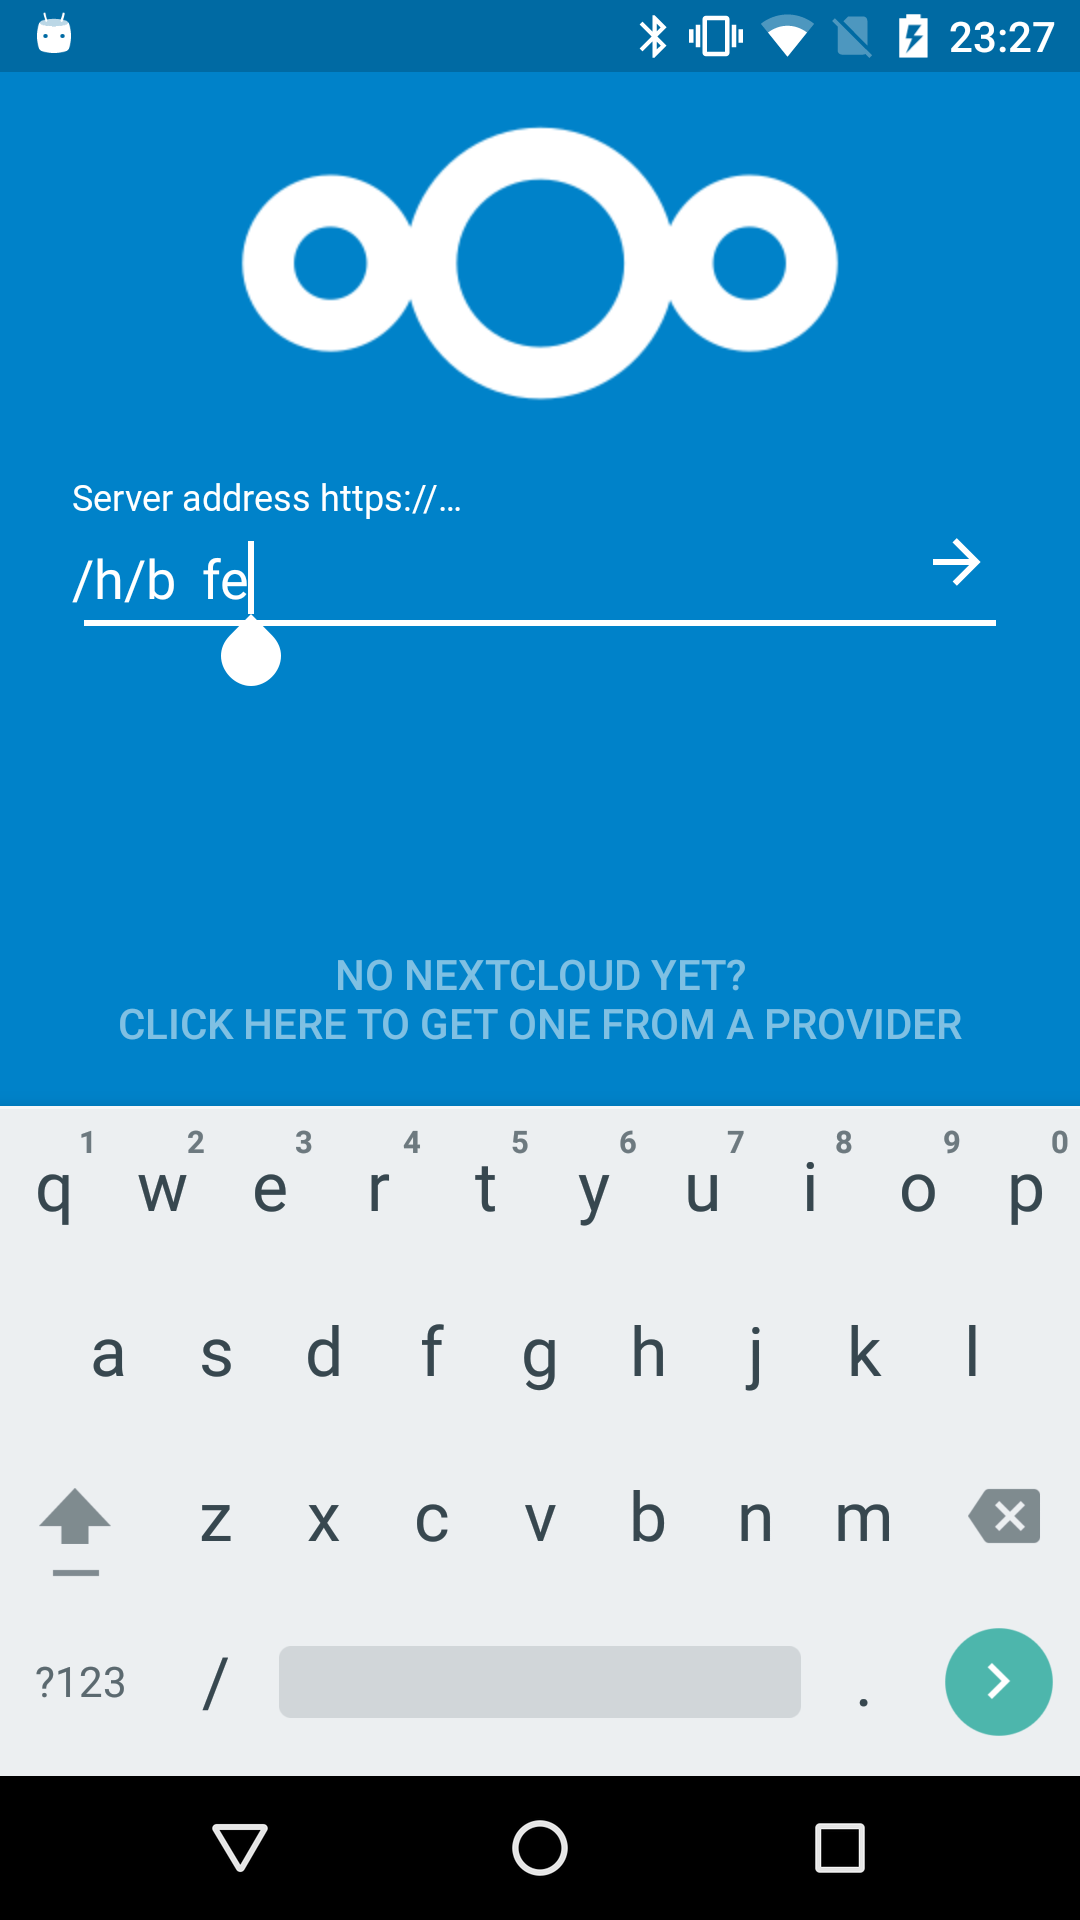 23:27
Server address https://…
/h/b  fe
NO NEXTCLOUD YET?
CLICK HERE TO GET ONE FROM A PROVIDER
1 2 3 4 5 6 7 8 9 0
q w e r t y u i o p
a s d f g h j k l
z x c v b n m
?123 / .